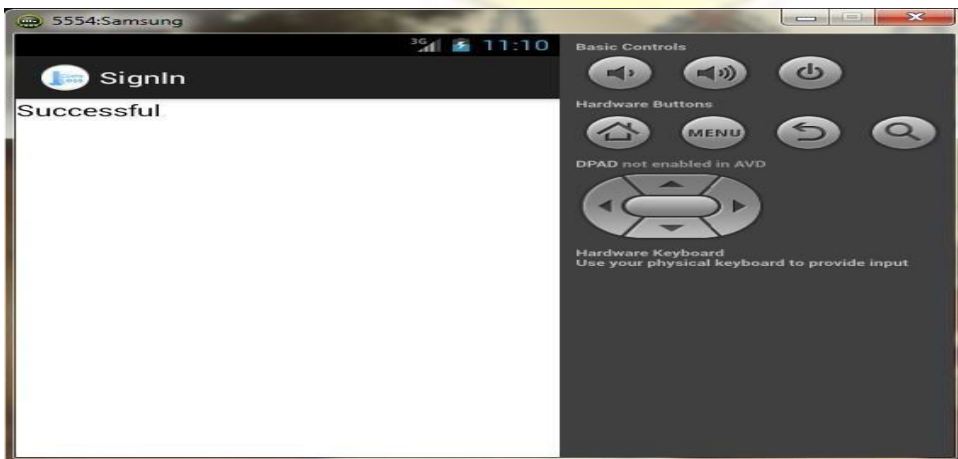 5554:Samsung
3G 11:10
SignIn
Successful
Basic Controls
Hardware Buttons
MENU
DPAD not enabled in AVD
Hardware Keyboard
Use your physical keyboard to provide input